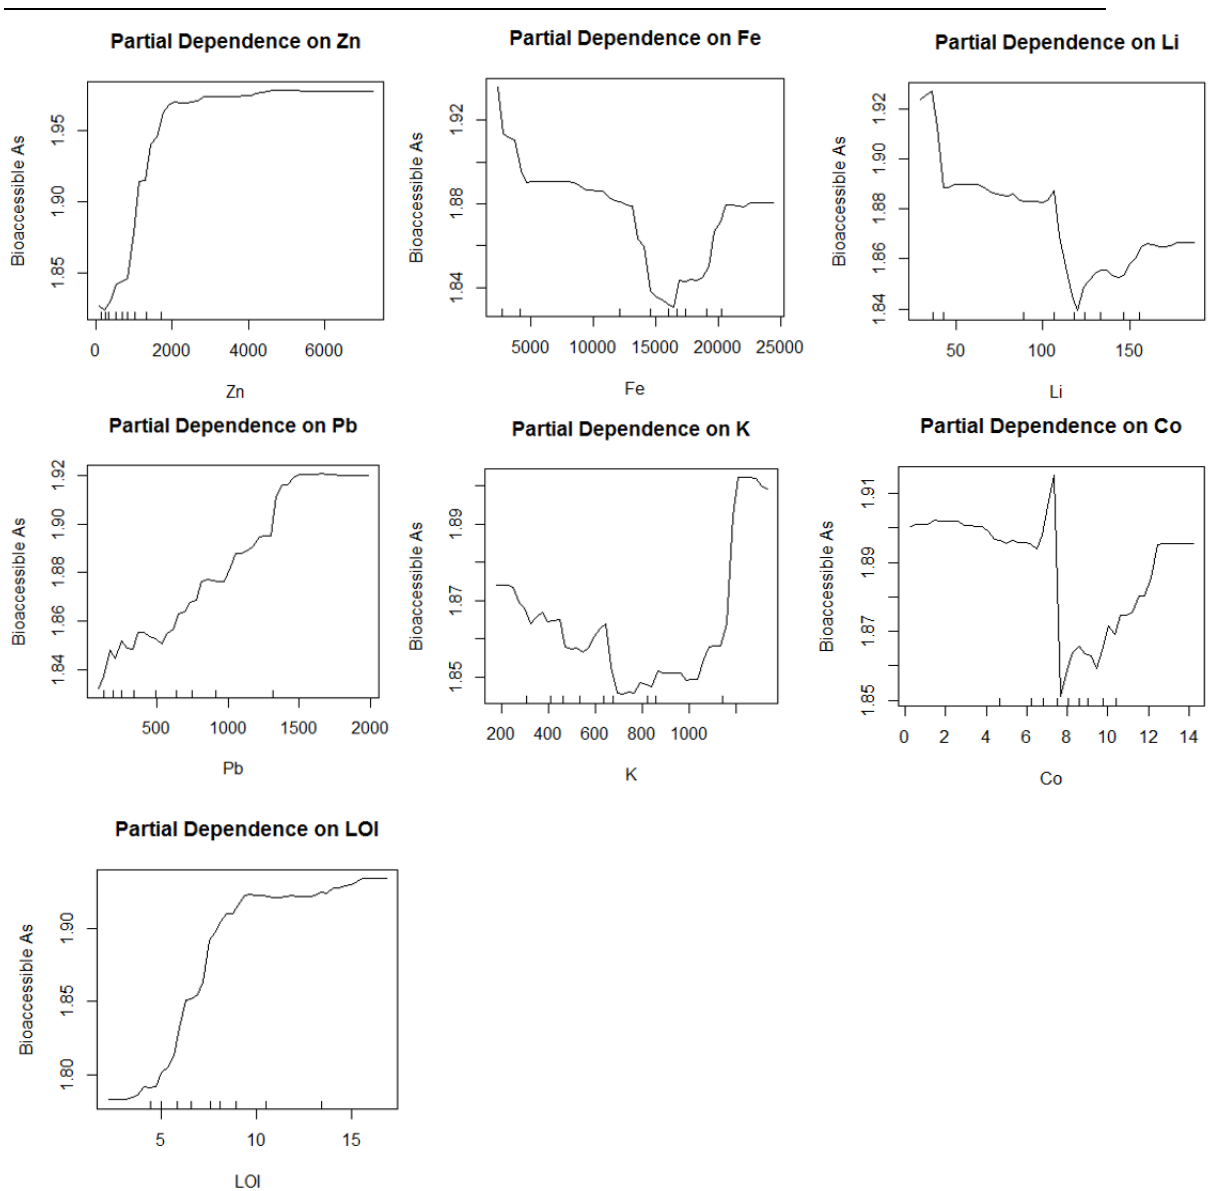 Partial Dependence on Zn
Bioaccessible As
1.85 1.90 1.95
0 2000 4000 6000
Zn
Partial Dependence on Fe
Bioaccessible As
1.84 1.88 1.92
5000 10000 15000 20000 25000
Fe
Partial Dependence on Li
Bioaccessible As
1.84 1.86 1.88 1.90 1.92
50 100 150
Li
Partial Dependence on Pb
Bioaccessible As
1.84 1.86 1.88 1.90 1.92
500 1000 1500 2000
Pb
Partial Dependence on K
Bioaccessible As
1.85 1.87 1.89
200 400 600 800 1000
K
Partial Dependence on Co
Bioaccessible As
1.85 1.87 1.89 1.91
0 2 4 6 8 10 12 14
Co
Partial Dependence on LOI
Bioaccessible As
1.80 1.85 1.90
5 10 15
LOI